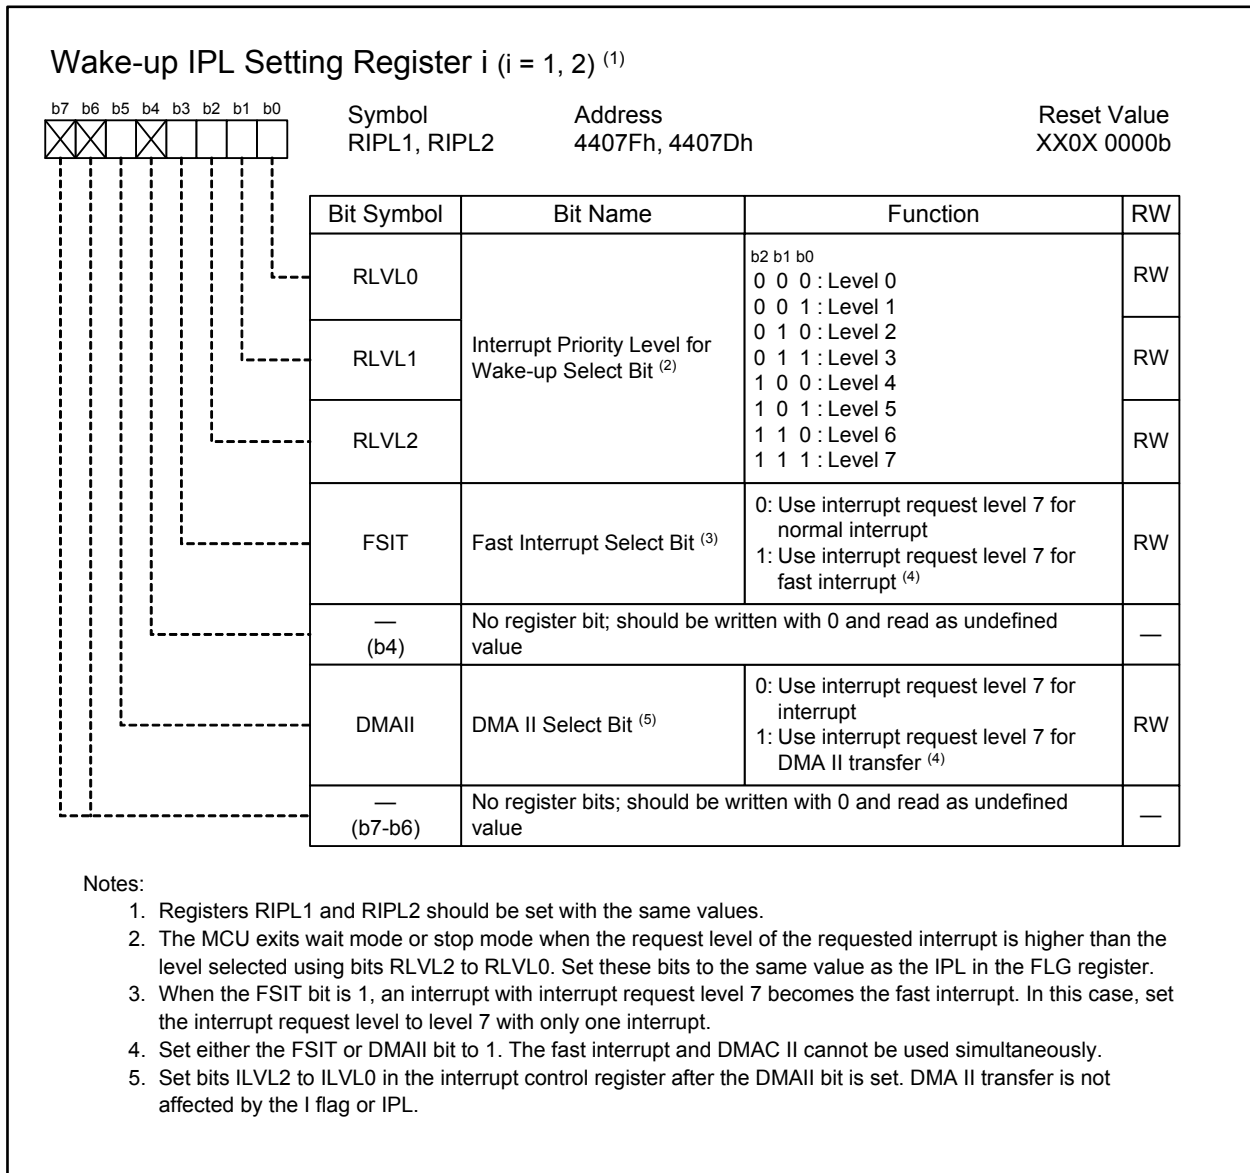 Wake-up IPL Setting Register i (i = 1, 2) (1)
b7 b6 b5 b4 b3 b2 b1 b0
Symbol Address Reset Value
RIPL1, RIPL2 4407Fh, 4407Dh XX0X 0000b
Bit Symbol Bit Name Function RW
RLVL0 RW
RLVL1 RW
RLVL2 RW
Interrupt Priority Level for
Wake-up Select Bit (2)
b2 b1 b0
0 0 0 : Level 0
0 0 1 : Level 1
0 1 0 : Level 2
0 1 1 : Level 3
1 0 0 : Level 4
1 0 1 : Level 5
1 1 0 : Level 6
1 1 1 : Level 7
FSIT Fast Interrupt Select Bit (3) RW
0: Use interrupt request level 7 for
normal interrupt
1: Use interrupt request level 7 for
fast interrupt (4)
—
(b4)
No register bit; should be written with 0 and read as undefined
value
—
DMAII DMA II Select Bit (5) RW
0: Use interrupt request level 7 for
interrupt
1: Use interrupt request level 7 for
DMA II transfer (4)
—
(b7-b6)
No register bits; should be written with 0 and read as undefined
value
—
Notes:
1. Registers RIPL1 and RIPL2 should be set with the same values.
2. The MCU exits wait mode or stop mode when the request level of the requested interrupt is higher than the
level selected using bits RLVL2 to RLVL0. Set these bits to the same value as the IPL in the FLG register.
3. When the FSIT bit is 1, an interrupt with interrupt request level 7 becomes the fast interrupt. In this case, set
the interrupt request level to level 7 with only one interrupt.
4. Set either the FSIT or DMAII bit to 1. The fast interrupt and DMAC II cannot be used simultaneously.
5. Set bits ILVL2 to ILVL0 in the interrupt control register after the DMAII bit is set. DMA II transfer is not
affected by the I flag or IPL.